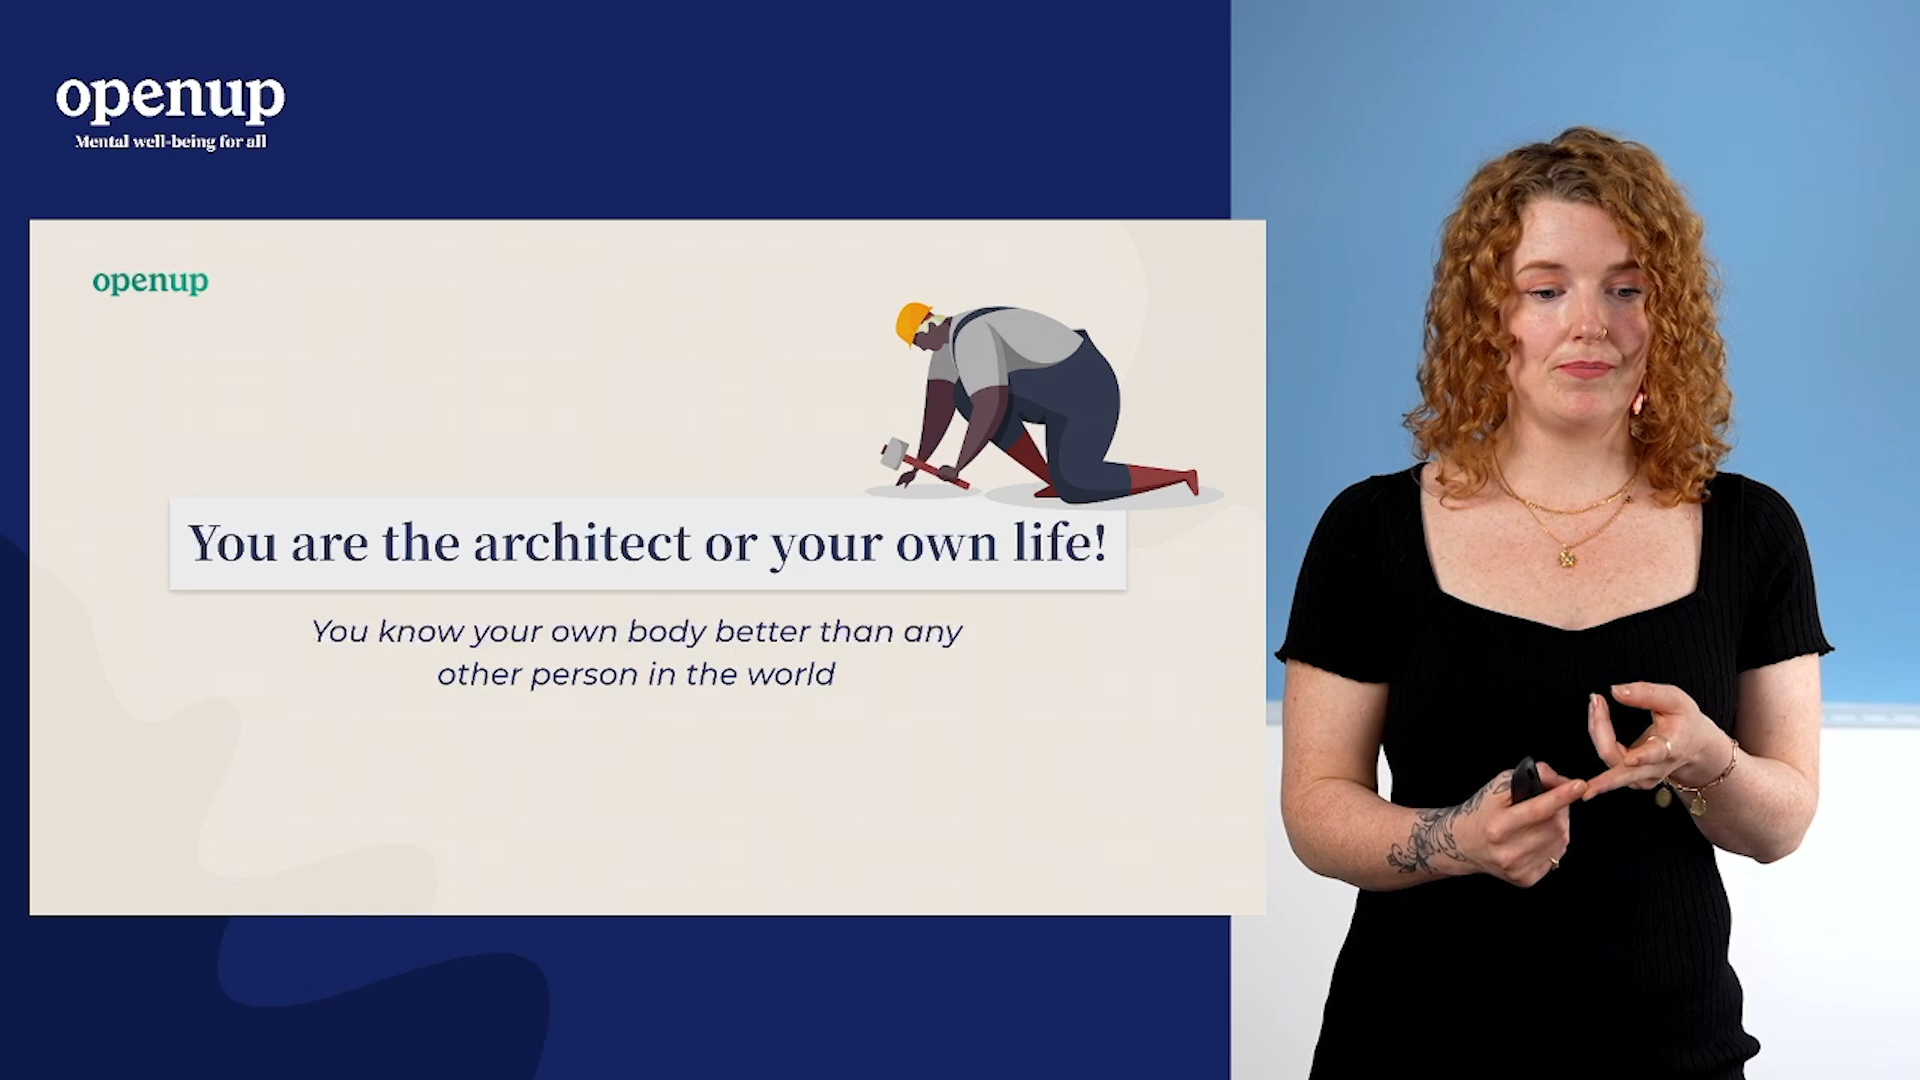 openup
Mental well-being for all
openup
You are the architect or your own life!
You know your own body better than any
other person in the world